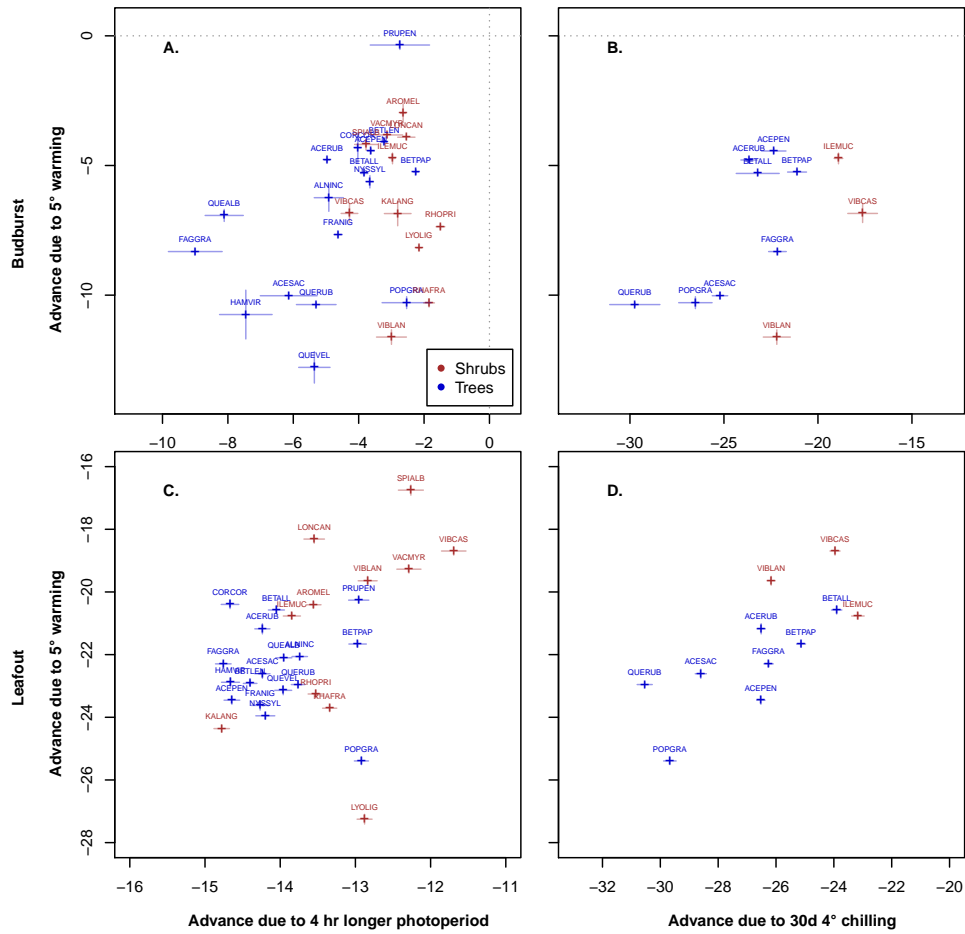 A.
B.
PRUPEN
AROMEL
VACMYR
BETLEN
LONCAN
SPIALB
CORCOR
ACEPEN
ILEMUC
ACERUB
BETALL
BETPAP
NYSSYL
ALNINC
VIBCAS
KALANG
QUEALB
RHOPRI
FRANIG
LYOLIG
FAGGRA
ACESAC
QUERUB
POPGRA
RHAFRA
HAMVIR
VIBLAN
QUEVEL
Shrubs
Trees
ACEPEN
ACERUB
ILEMUC
BETALL
BETPAP
VIBCAS
FAGGRA
ACESAC
POPGRA
QUERUB
VIBLAN
0
−5
−10
Budburst
Advance due to 5° warming
−10 −8 −6 −4 −2 0
−30 −25 −20 −15
C.
D.
SPIALB
LONCAN
VIBCAS
VACMYR
VIBLAN
CORCOR
BETALL
AROMEL
PRUPEN
ILEMUC
ACERUB
BETPAP
FAGGRA
QUEALB
ALNINC
ACESAC
HAMVIR
BETLEN
QUEVEL
QUERUB
RHOPRI
ACEPEN
FRANIG
NYSSYL
RHAFRA
KALANG
POPGRA
LYOLIG
VIBCAS
VIBLAN
BETALL
ILEMUC
ACERUB
BETPAP
FAGGRA
ACESAC
QUERUB
ACEPEN
POPGRA
−16
−18
−20
−22
−24
−26
−28
Leafout
Advance due to 5° warming
−16 −15 −14 −13 −12 −11
−32 −30 −28 −26 −24 −22 −20
Advance due to 4 hr longer photoperiod
Advance due to 30d 4° chilling